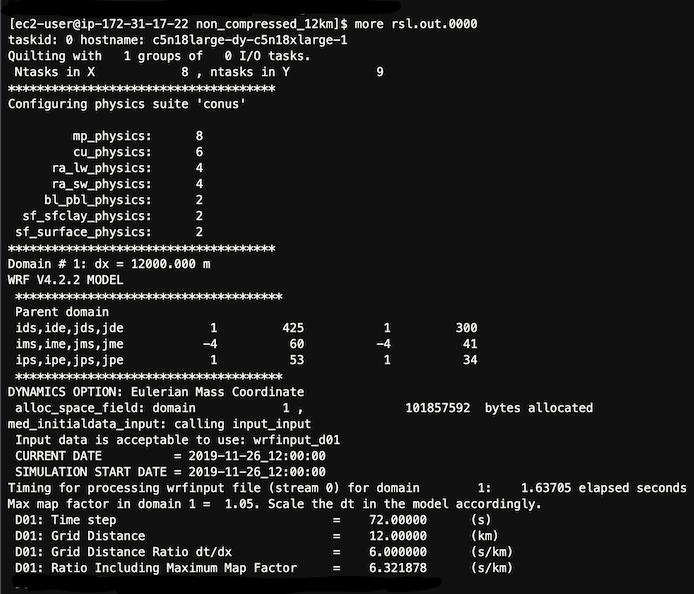 [ec2-user@ip-172-31-17-22 non_compressed_12km]$ more rsl.out.0000
taskid: 0 hostname: c5n18large-dy-c5n18xlarge-1
Quilting with   1 groups of   0 I/O tasks.
 Ntasks in X            8 , ntasks in Y            9
*************************************
Configuring physics suite 'conus'
         mp_physics:      8
         cu_physics:      6
      ra_lw_physics:      4
      ra_sw_physics:      4
     bl_pbl_physics:      2
  sf_sfclay_physics:      2
 sf_surface_physics:      2
*************************************
Domain # 1: dx = 12000.000 m
WRF V4.2.2 MODEL
 *************************************
 Parent domain
 ids,ide,jds,jde            1         425           1         300
 ims,ime,jms,jme           -4          60          -4          41
 ips,ipe,jps,jpe            1          53           1          34
 *************************************
DYNAMICS OPTION: Eulerian Mass Coordinate
 alloc_space_field: domain            1 ,              101857592  bytes allocated
med_initialdata_input: calling input_input
 Input data is acceptable to use: wrfinput_d01
 CURRENT DATE          = 2019-11-26_12:00:00
 SIMULATION START DATE = 2019-11-26_12:00:00
Timing for processing wrfinput file (stream 0) for domain        1:    1.63705 elapsed seconds
Max map factor in domain 1 =  1.05. Scale the dt in the model accordingly.
 D01: Time step                              =    72.00000      (s)
 D01: Grid Distance                          =    12.00000      (km)
 D01: Grid Distance Ratio dt/dx              =    6.000000      (s/km)
 D01: Ratio Including Maximum Map Factor     =    6.321878      (s/km)